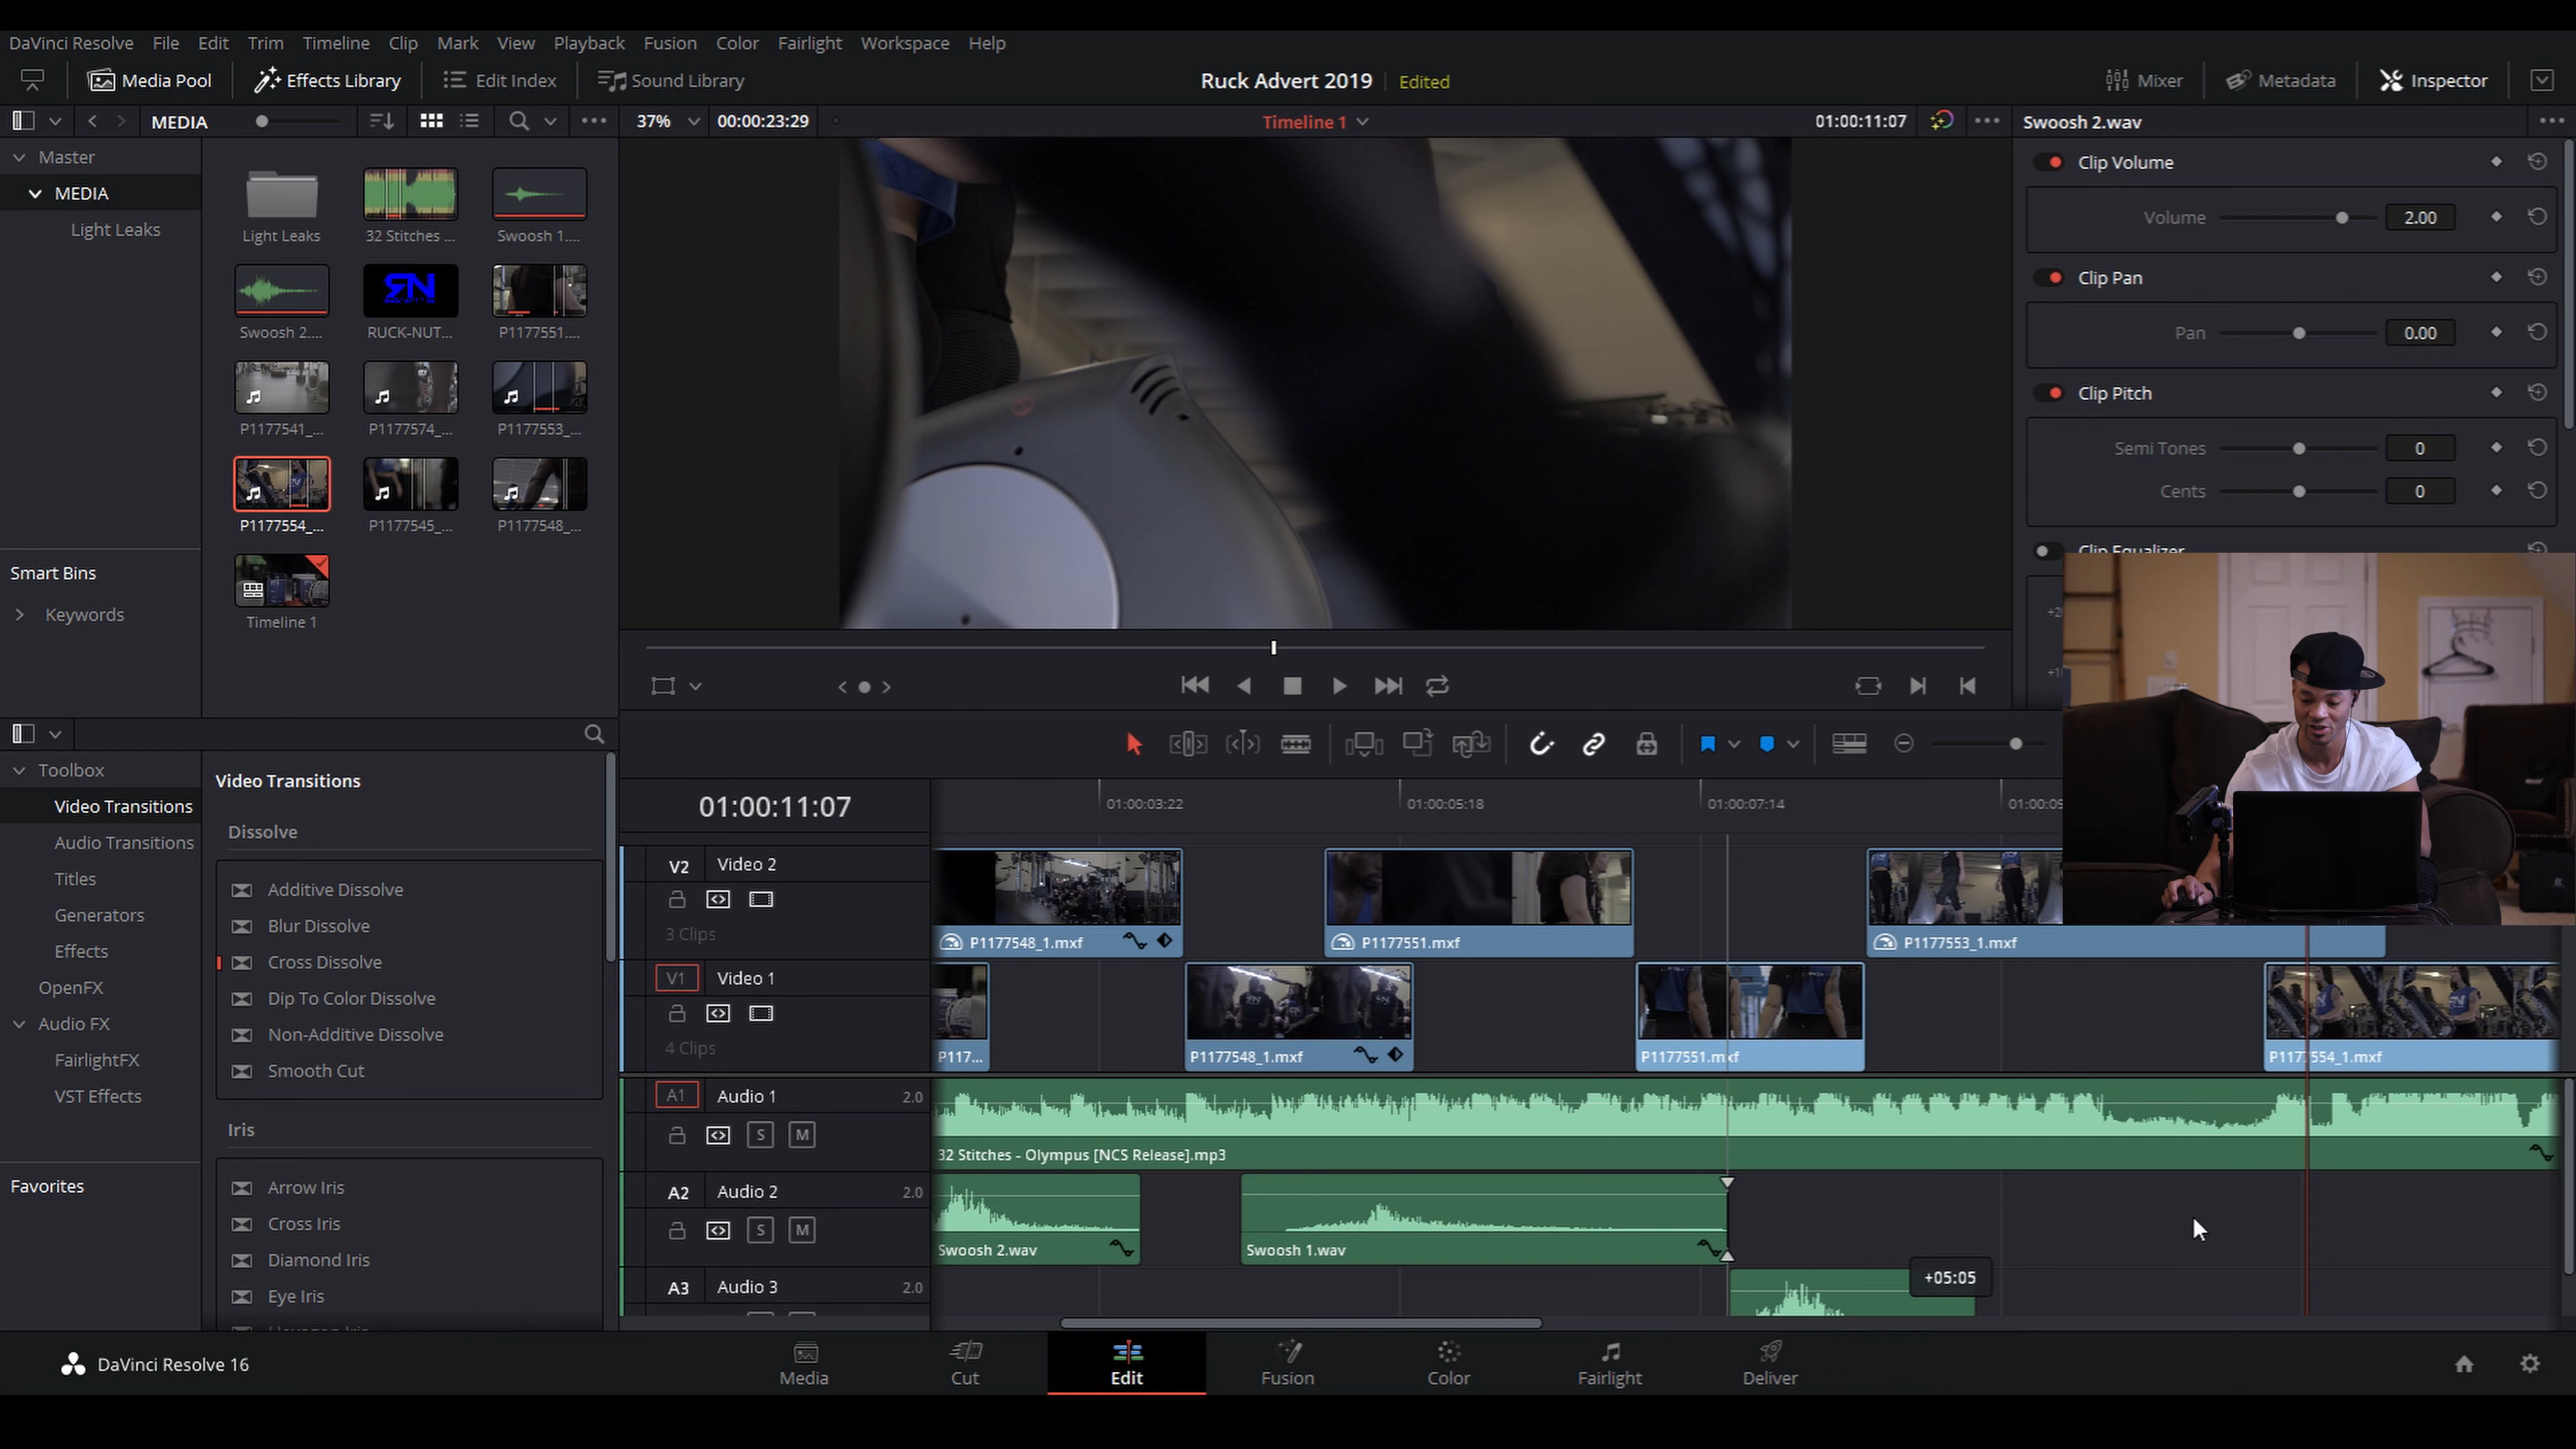 DaVinci Resolve File Edit Trim Timeline Clip Mark View Playback Fusion Color Fairlight Workspace Help
Media Pool Effects Library Edit Index Sound Library Ruck Advert 2019 Edited Mixer Metadata Inspector
MEDIA 37% 00:00:23:29 Timeline 1 01:00:11:07 Swoosh 2.wav
Master
MEDIA
Light Leaks
Smart Bins
Keywords
Light Leaks 32 Stitches ... Swoosh 1....
RN
Swoosh 2.... RUCK-NUT... P1177551....
P1177541_... P1177574_... P1177553_...
P1177554_... P1177545_... P1177548_...
Timeline 1
Clip Volume
Volume 2.00
Clip Pan
Pan 0.00
Clip Pitch
Semi Tones 0
Cents 0
Clip Equalizer
Toolbox
Video Transitions
Audio Transitions
Titles
Generators
Effects
OpenFX
Audio FX
FairlightFX
VST Effects
Favorites
Video Transitions
Dissolve
Additive Dissolve
Blur Dissolve
Cross Dissolve
Dip To Color Dissolve
Non-Additive Dissolve
Smooth Cut
Iris
Arrow Iris
Cross Iris
Diamond Iris
Eye Iris
01:00:11:07 01:00:03:22 01:00:05:18 01:00:07:14
V2 Video 2
3 Clips
P1177548_1.mxf P1177551.mxf P1177553_1.mxf
V1 Video 1
4 Clips
P117... P1177548_1.mxf P1177551.mxf P1177554_1.mxf
A1 Audio 1 2.0
S M
32 Stitches - Olympus [NCS Release].mp3
A2 Audio 2 2.0
S M
Swoosh 2.wav Swoosh 1.wav
A3 Audio 3 2.0
+05:05
DaVinci Resolve 16 Media Cut Edit Fusion Color Fairlight Deliver